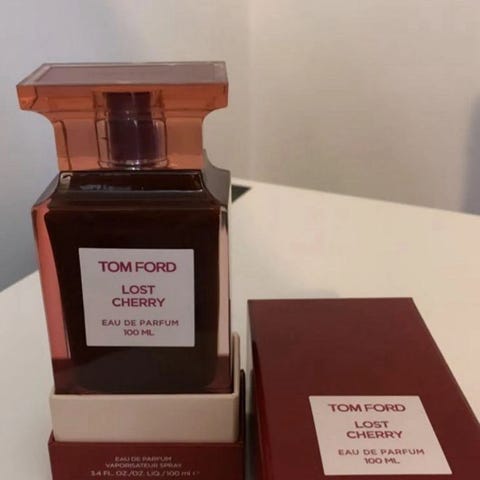 TOM FORD
LOST
CHERRY
EAU DE PARFUM
100 ML
EAU DE PARFUM
VAPORISATEUR SPRAY
3.4 FL. OZ./OZ. LIQ./100 ml ℮
TOM FORD
LOST
CHERRY
EAU DE PARFUM
100 ML